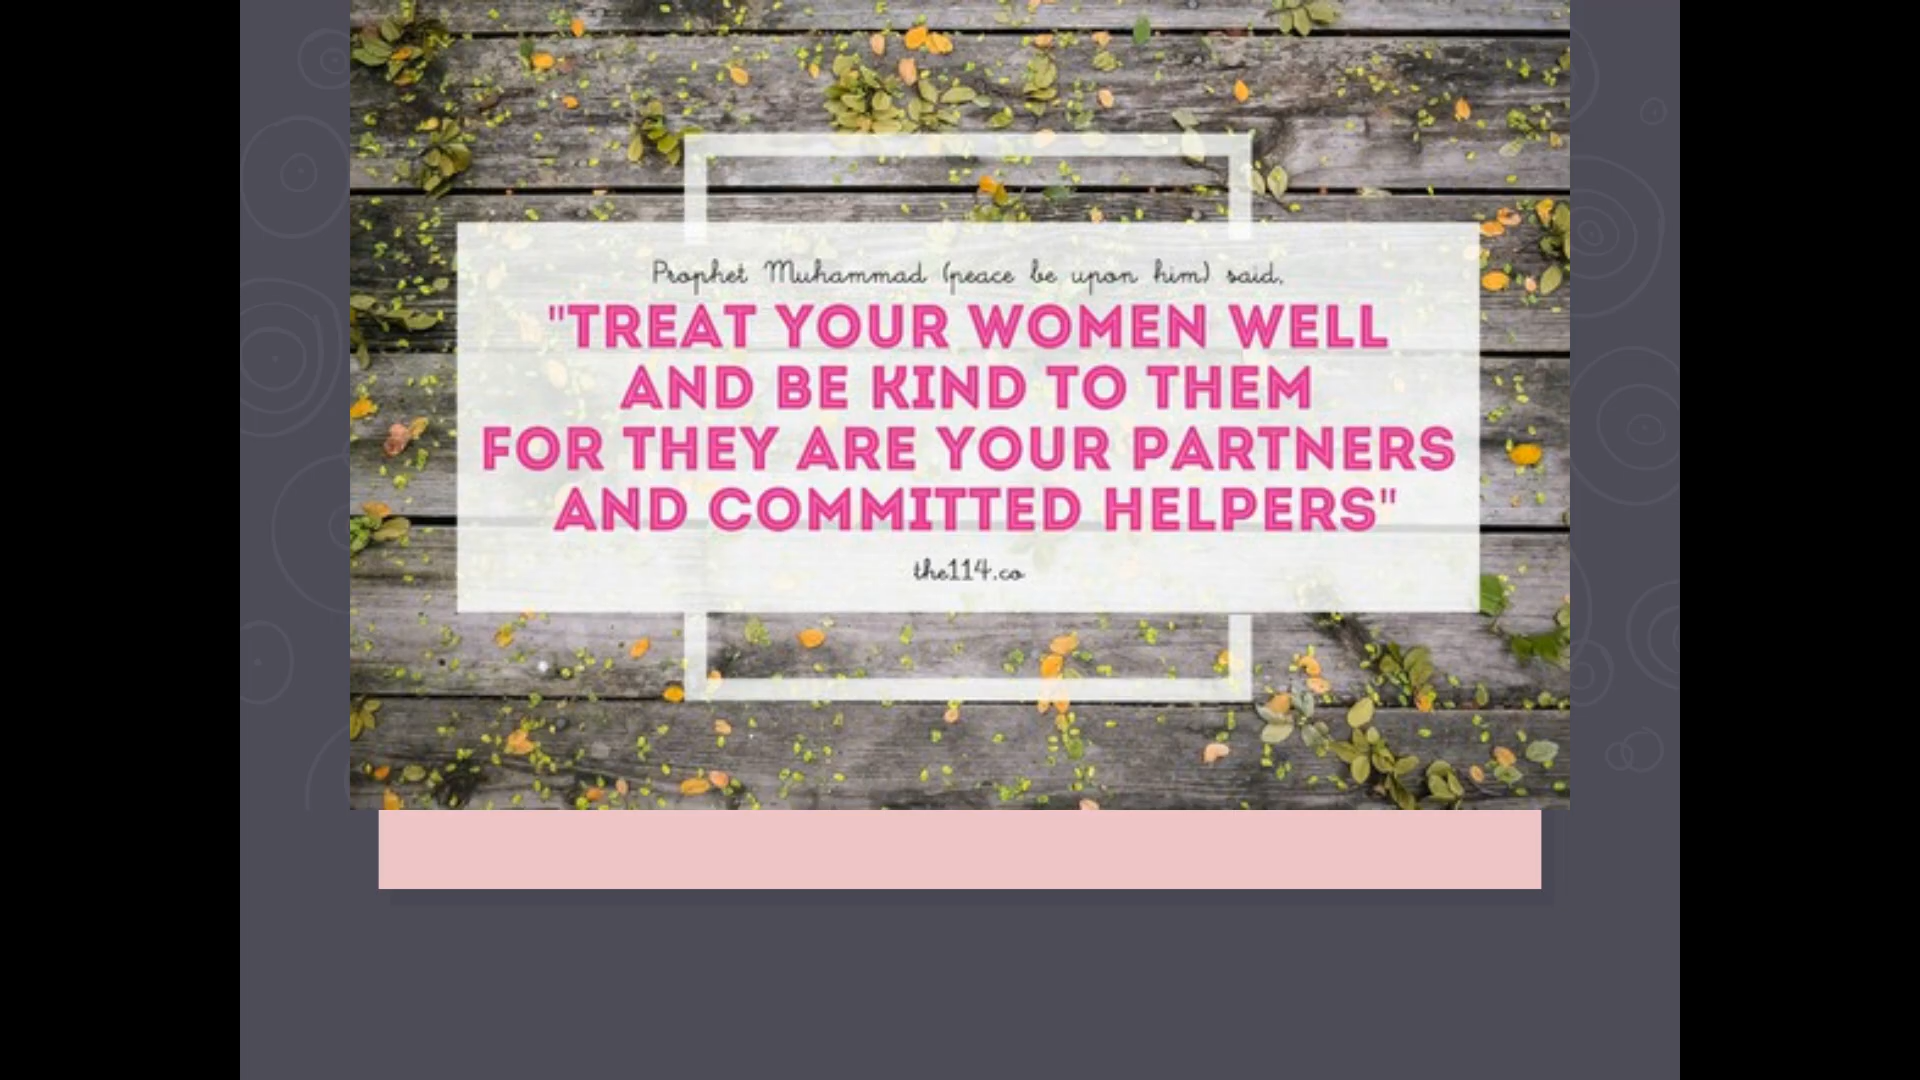 Prophet Muhammad (peace be upon him) said,
"TREAT YOUR WOMEN WELL
AND BE KIND TO THEM
FOR THEY ARE YOUR PARTNERS
AND COMMITTED HELPERS"
the114.co